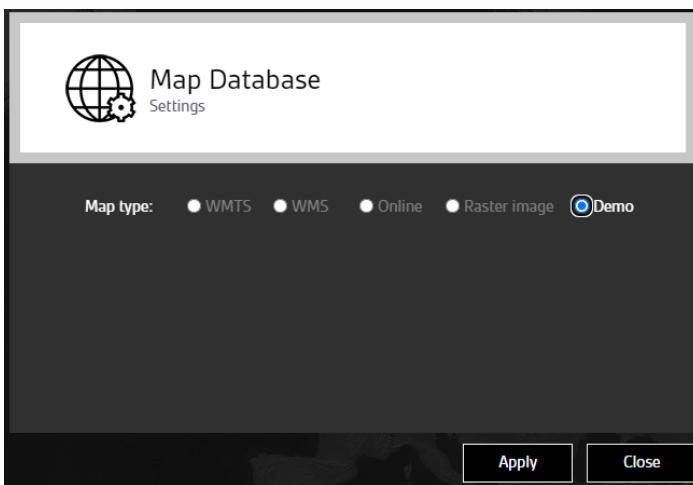 Map Database
Settings
Map type: WMTS WMS Online Raster image Demo
Apply Close